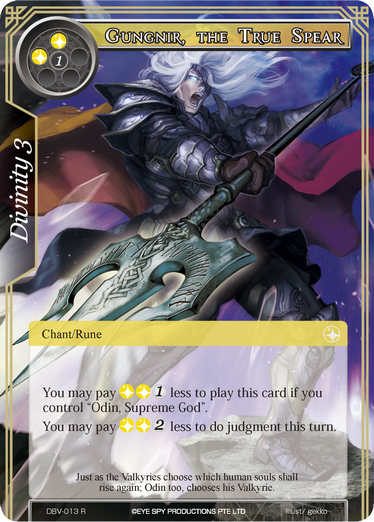 Gungnir, the True Spear
1
Divinity 3
Chant/Rune
You may pay 1 less to play this card if you
control "Odin, Supreme God".
You may pay 2 less to do judgment this turn.
Just as the Valkyries choose which human souls shall
rise again; Odin too, chooses his Valkyrie.
DBV-013 R ©EYE SPY PRODUCTIONS PTE LTD Illust/ gekko